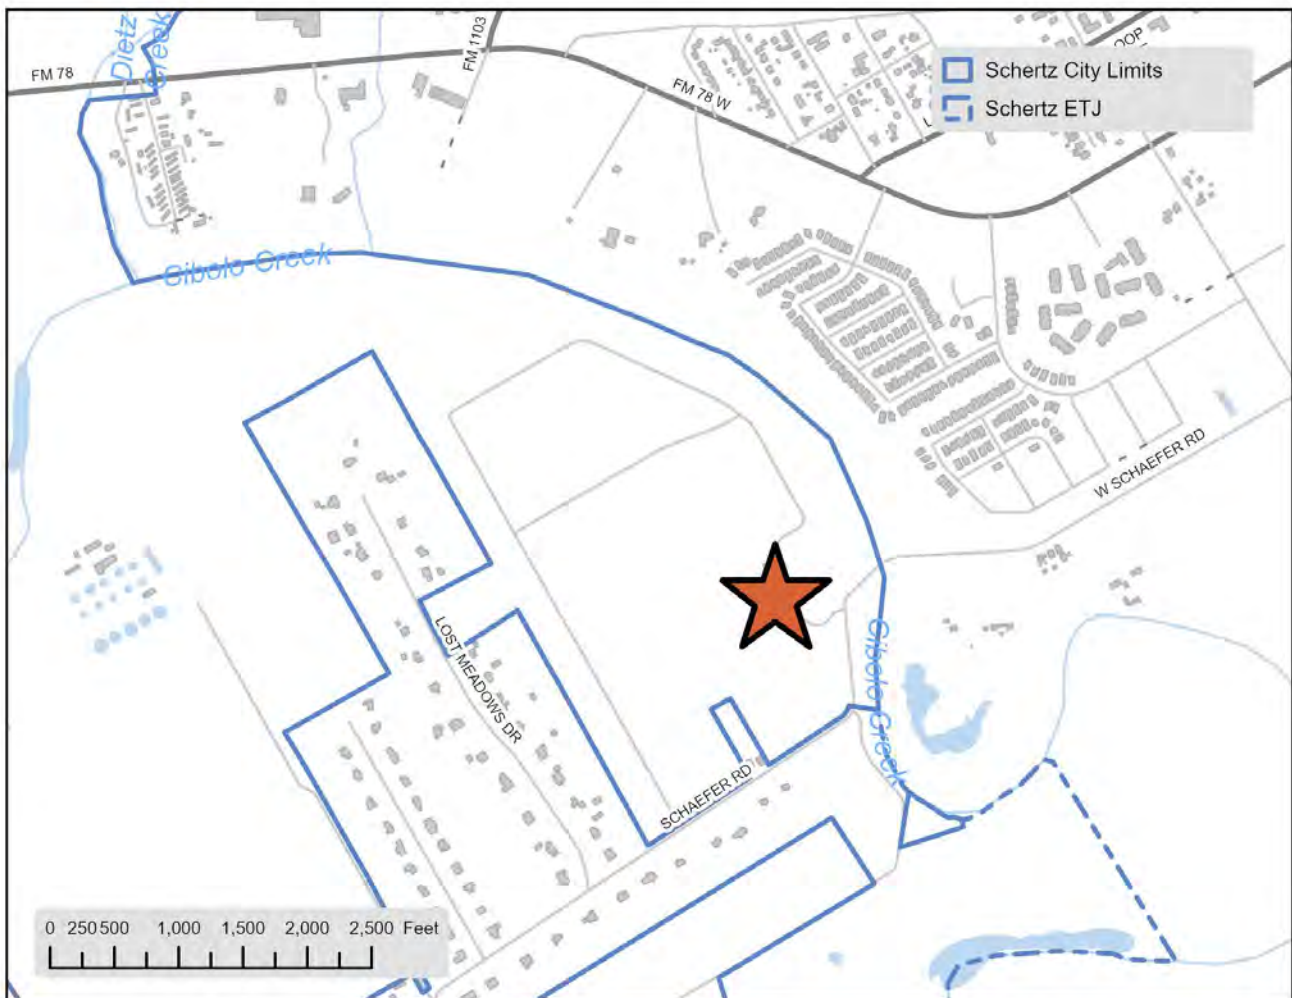 Dietz
Creek
FM 78
FM 1103
FM 78 W
OOP
L
Schertz City Limits
Schertz ETJ
Cibolo Creek
W SCHAEFER RD
LOST MEADOWS DR
Cibolo Creek
SCHAEFER RD
0 250 500 1,000 1,500 2,000 2,500 Feet